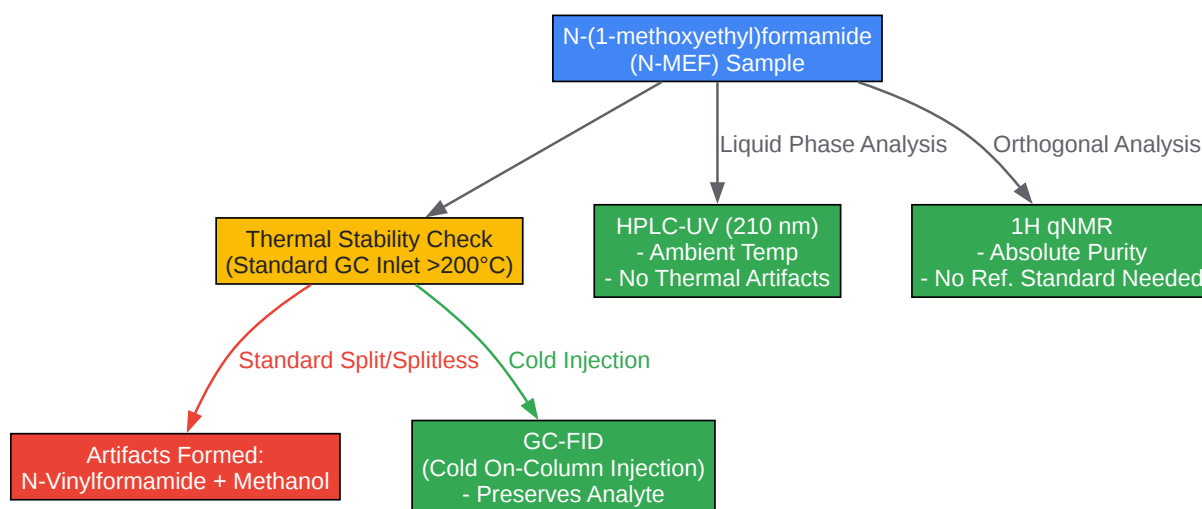 N-(1-methoxyethyl)formamide
(N-MEF) Sample
Liquid Phase Analysis
Orthogonal Analysis
Thermal Stability Check
(Standard GC Inlet >200°C)
HPLC-UV (210 nm)
- Ambient Temp
- No Thermal Artifacts
1H qNMR
- Absolute Purity
- No Ref. Standard Needed
Standard Split/Splitless
Cold Injection
Artifacts Formed:
N-Vinylformamide + Methanol
GC-FID
(Cold On-Column Injection)
- Preserves Analyte